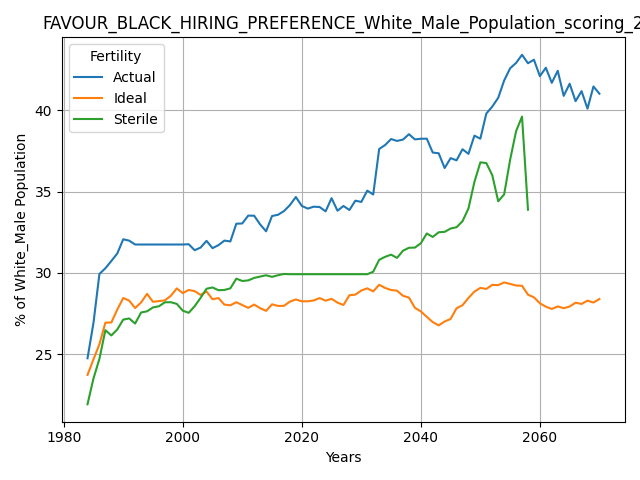 FAVOUR_BLACK_HIRING_PREFERENCE_White_Male_Population_scoring_2
Fertility
Actual
Ideal
Sterile
% of White_Male Population
40
35
30
25
1980
2000
2020
2040
2060
Years